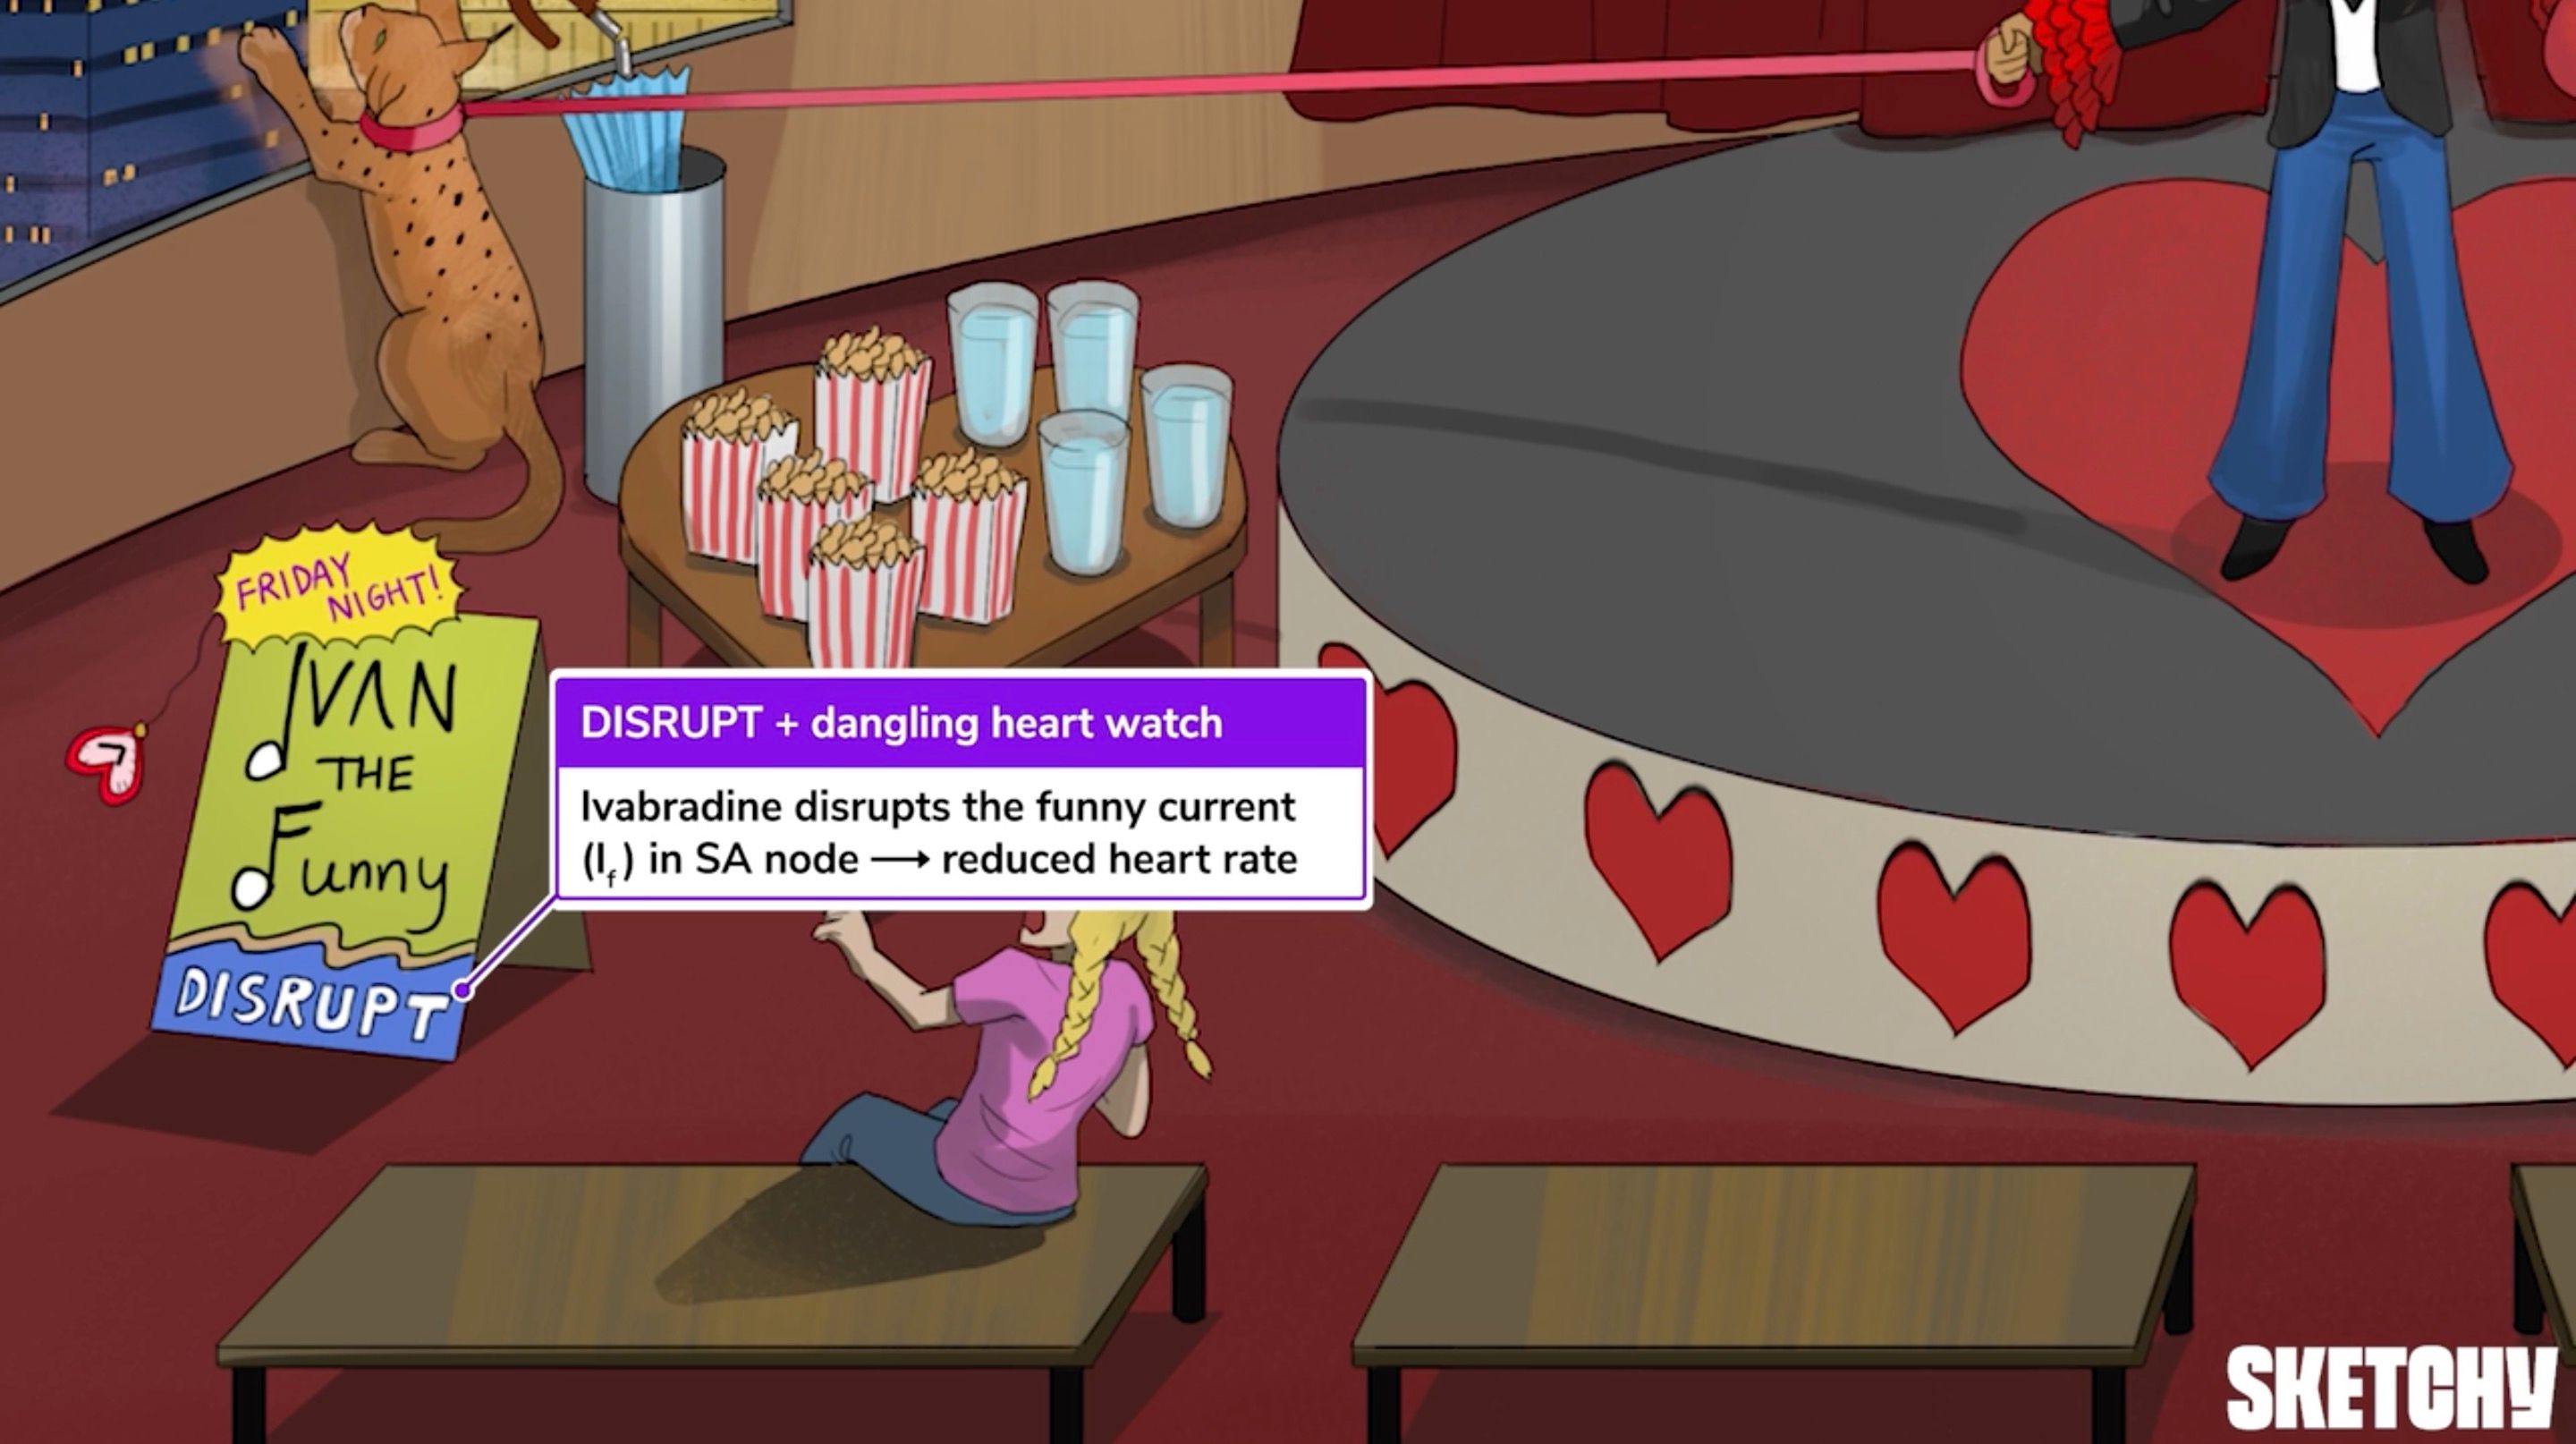 FRIDAY
NIGHT!
IVAN
THE
Funny
DISRUPT
DISRUPT + dangling heart watch
Ivabradine disrupts the funny current
(If) in SA node ⟶ reduced heart rate
SKETCHY